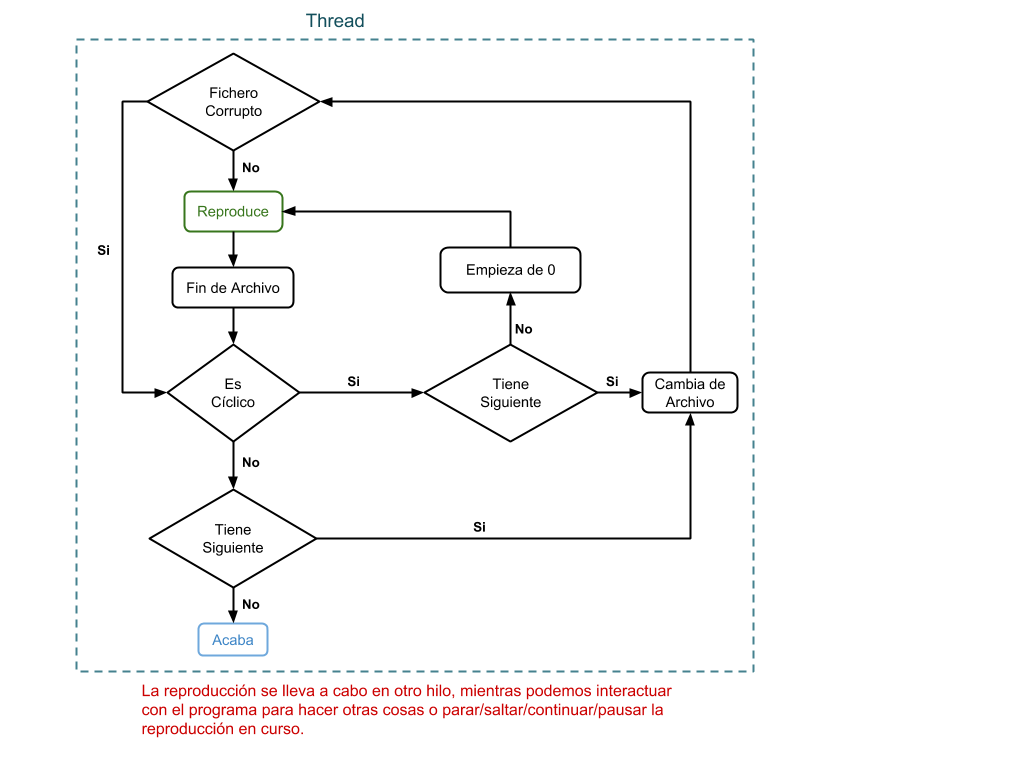 Thread
Fichero
Corrupto
No
Reproduce
Si
Fin de Archivo
Empieza de 0
No
Es
Cíclico
Si
Tiene
Siguiente
Si
Cambia de
Archivo
No
Tiene
Siguiente
Si
No
Acaba
La reproducción se lleva a cabo en otro hilo, mientras podemos interactuar
con el programa para hacer otras cosas o parar/saltar/continuar/pausar la
reproducción en curso.